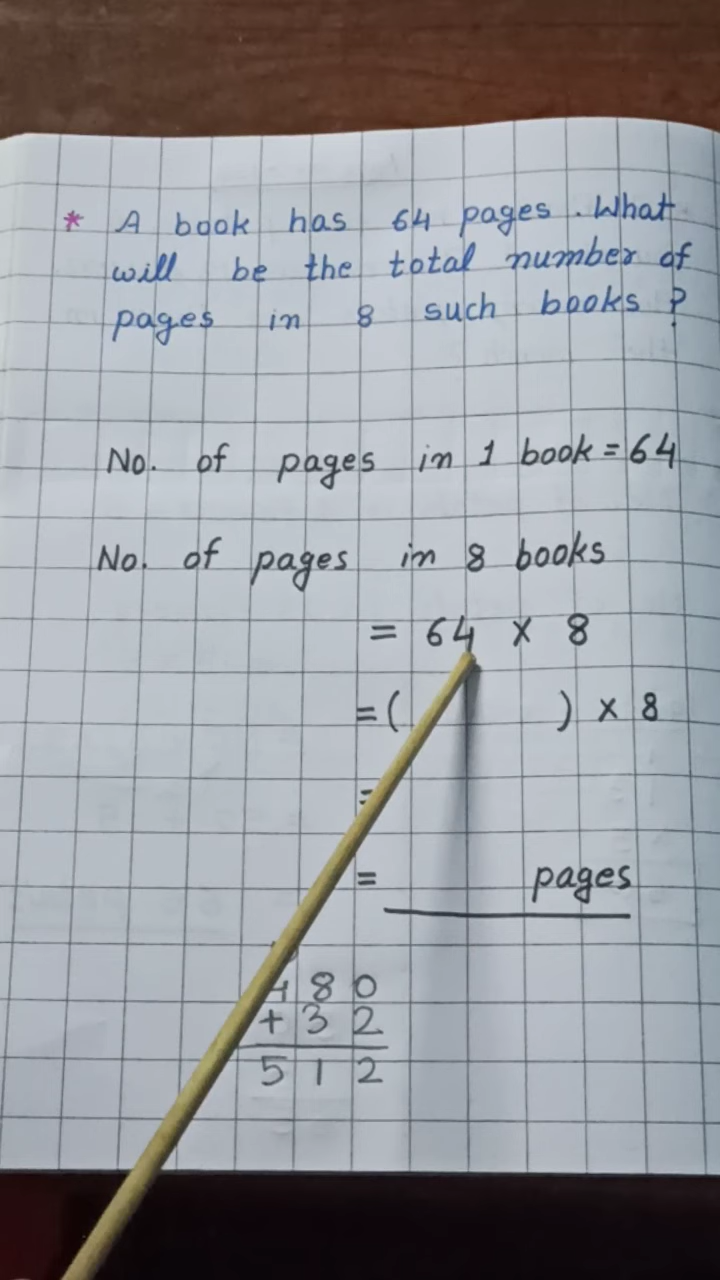 * A book has 64 pages. What
will be the total number of
pages in 8 such books?
No. of pages in 1 book = 64
No. of pages in 8 books
= 64 × 8
= ( ) × 8
=
= pages
480
+ 32
512